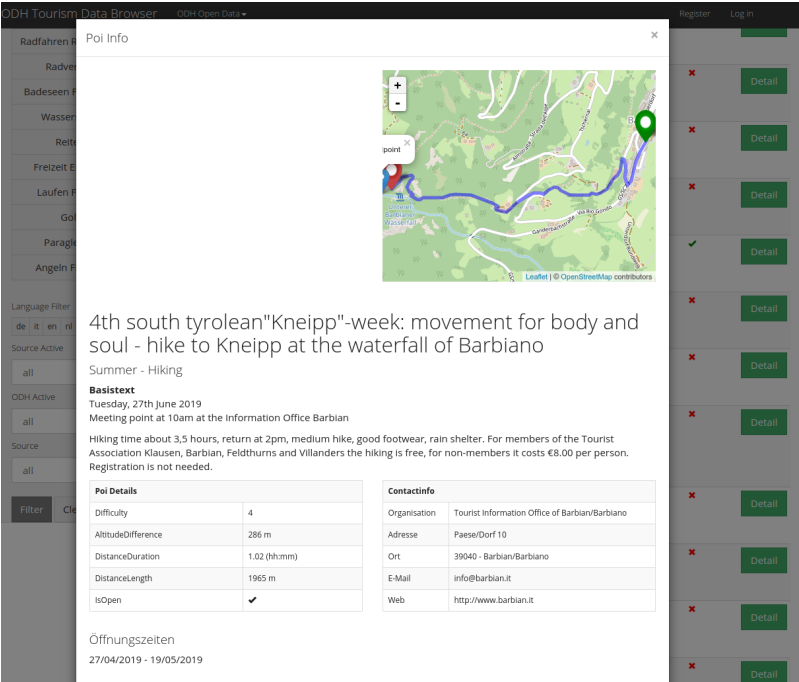 ODH Tourism Data Browser ODH Open Data Register Log in
Radfahren R
Radver
Badeseen F
Wassers
Reite
Freizeit E
Laufen F
Gol
Paragle
Angeln F
Language Filter
de it en nl
Source Active
all
ODH Active
all
Source
all
Filter Cle
Poi Info ×
+
-
point ×
Unterer
Barbianer
Wasserfall
Ganderbachstraße - Via Rio Gondo
Leaflet | © OpenStreetMap contributors
4th south tyrolean"Kneipp"-week: movement for body and
soul - hike to Kneipp at the waterfall of Barbiano
Summer - Hiking
Basistext
Tuesday, 27th June 2019
Meeting point at 10am at the Information Office Barbian
Hiking time about 3,5 hours, return at 2pm, medium hike, good footwear, rain shelter. For members of the Tourist
Association Klausen, Barbian, Feldthurns and Villanders the hiking is free, for non-members it costs €8.00 per person.
Registration is not needed.
Poi Details
Difficulty 4
AltitudeDifference 286 m
DistanceDuration 1.02 (hh:mm)
DistanceLength 1965 m
IsOpen ✔
Contactinfo
Organisation Tourist Information Office of Barbian/Barbiano
Adresse Paese/Dorf 10
Ort 39040 - Barbian/Barbiano
E-Mail info@barbian.it
Web http://www.barbian.it
Öffnungszeiten
27/04/2019 - 19/05/2019
Detail
Detail
Detail
Detail
Detail
Detail
Detail
Detail
Detail
Detail
Detail